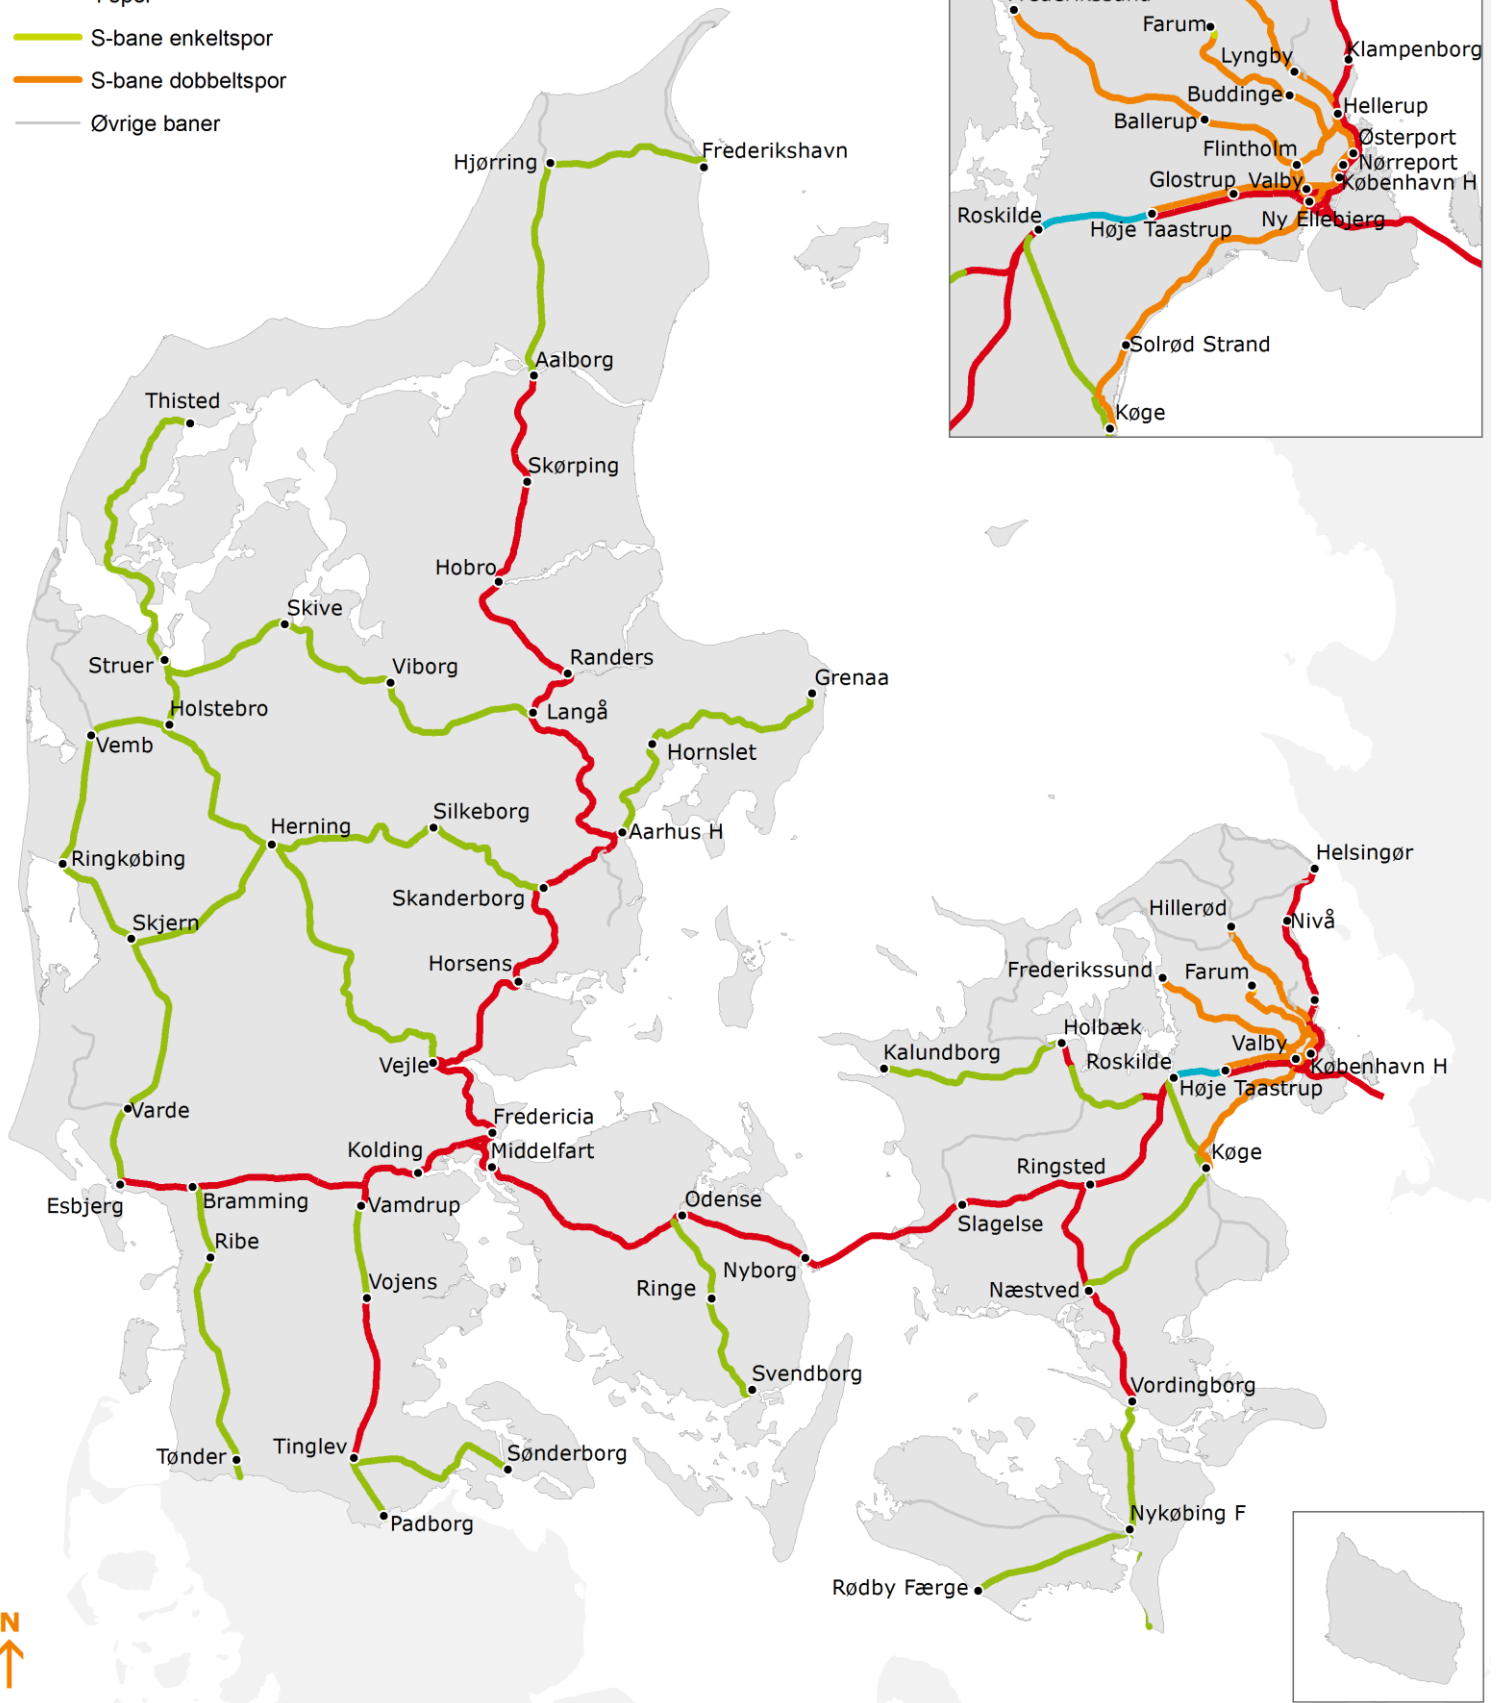 S-bane enkeltspor
S-bane dobbeltspor
Øvrige baner
Farum
Klampenborg
Lyngby
Buddinge
Hellerup
Ballerup
Østerport
Flintholm
Nørreport
Glostrup
Valby
København H
Roskilde
Høje Taastrup
Ny Ellebjerg
Solrød Strand
Køge
Hjørring
Frederikshavn
Aalborg
Thisted
Skørping
Hobro
Skive
Struer
Viborg
Randers
Grenaa
Holstebro
Langå
Vemb
Hornslet
Silkeborg
Herning
Aarhus H
Ringkøbing
Skanderborg
Skjern
Horsens
Helsingør
Hillerød
Nivå
Frederikssund
Farum
Holbæk
Kalundborg
Valby
Roskilde
København H
Høje Taastrup
Vejle
Varde
Fredericia
Kolding
Middelfart
Køge
Ringsted
Esbjerg
Bramming
Vamdrup
Odense
Slagelse
Ribe
Nyborg
Vojens
Ringe
Næstved
Svendborg
Vordingborg
Tønder
Tinglev
Sønderborg
Padborg
Nykøbing F
Rødby Færge
N